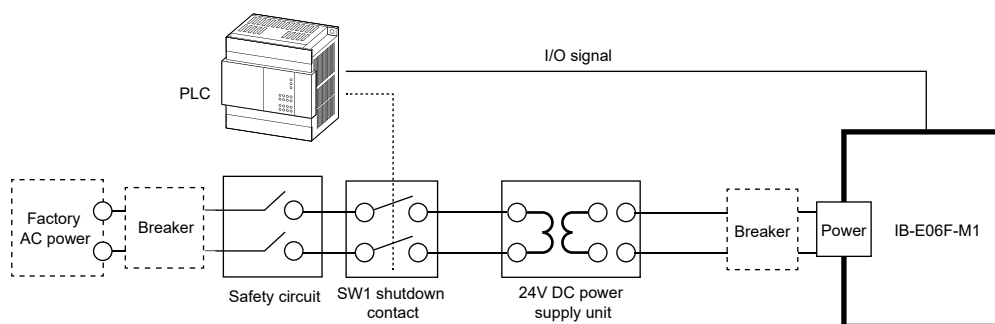 I/O signal
PLC
Factory
AC power
Breaker
Breaker
Power
IB-E06F-M1
Safety circuit
SW1 shutdown
contact
24V DC power
supply unit